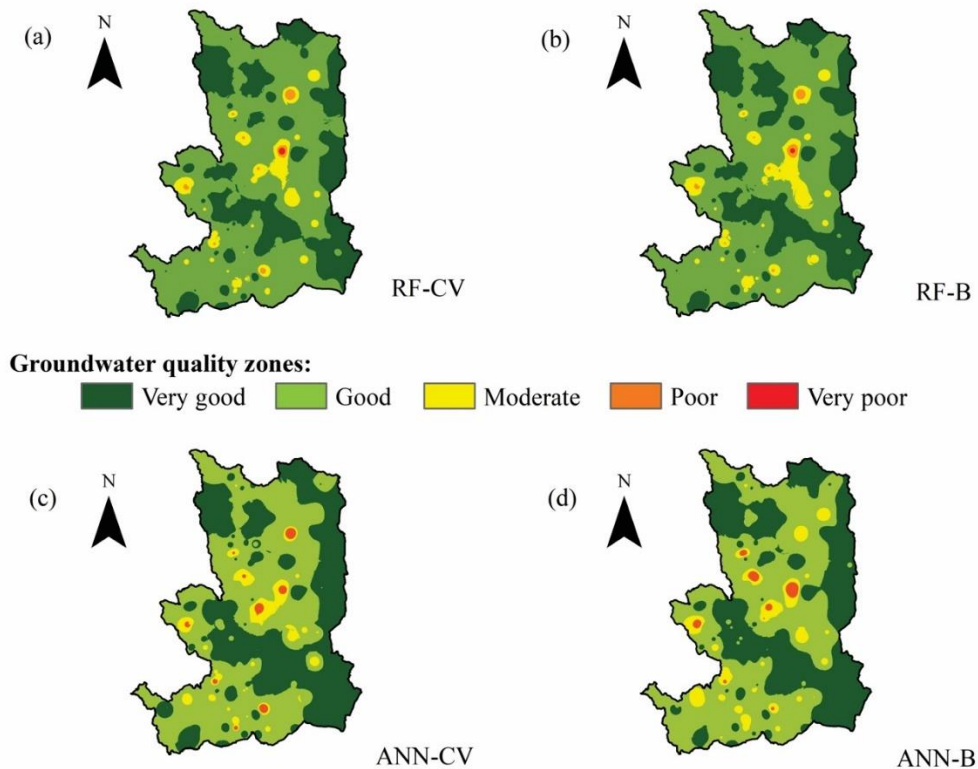 (a)
N
RF-CV
(b)
N
RF-B
Groundwater quality zones:
Very good Good Moderate Poor Very poor
(c)
N
ANN-CV
(d)
N
ANN-B